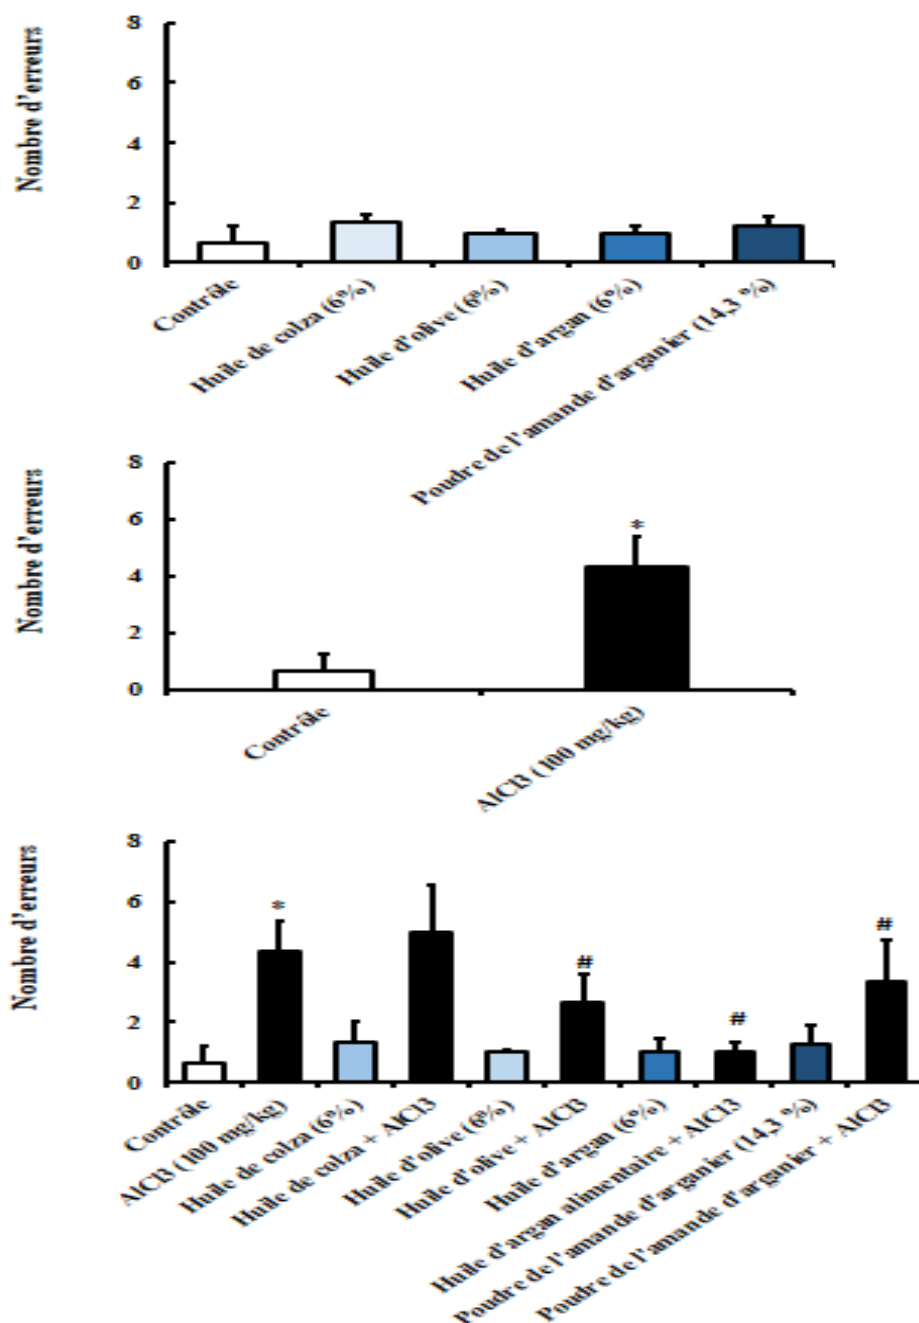 Nombre d'erreurs
8
6
4
2
0
Contrôle
Huile de colza (6%)
Huile d'olive (6%)
Huile d'argan (6%)
Poudre de l'amande d'arganier (14,3 %)
Nombre d'erreurs
8
6
4
2
0
*
Contrôle
AlCl3 (100 mg/kg)
Nombre d'erreurs
8
6
4
2
0
*
#
#
#
Contrôle
AlCl3 (100 mg/kg)
Huile de colza (6%)
Huile de colza + AlCl3
Huile d'olive (6%)
Huile d'olive + AlCl3
Huile d'argan (6%)
Huile d'argan alimentaire + AlCl3
Poudre de l'amande d'arganier (14,3 %)
Poudre de l'amande d'arganier + AlCl3